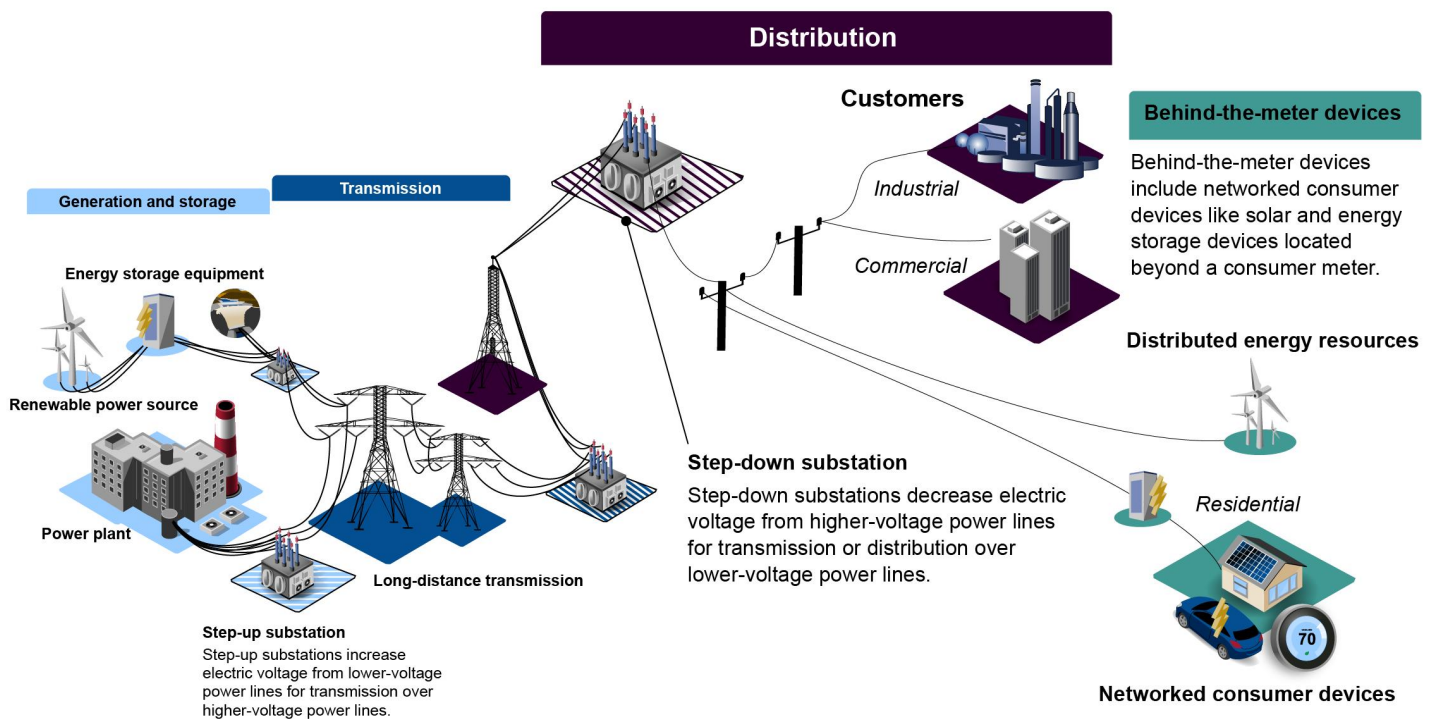 Distribution
Customers
Behind-the-meter devices
Behind-the-meter devices
include networked consumer
devices like solar and energy
storage devices located
beyond a consumer meter.
Industrial
Commercial
Transmission
Generation and storage
Energy storage equipment
Renewable power source
Power plant
Long-distance transmission
Step-up substation
Step-up substations increase
electric voltage from lower-voltage
power lines for transmission over
higher-voltage power lines.
Step-down substation
Step-down substations decrease electric
voltage from higher-voltage power lines
for transmission or distribution over
lower-voltage power lines.
Distributed energy resources
Residential
70
Networked consumer devices